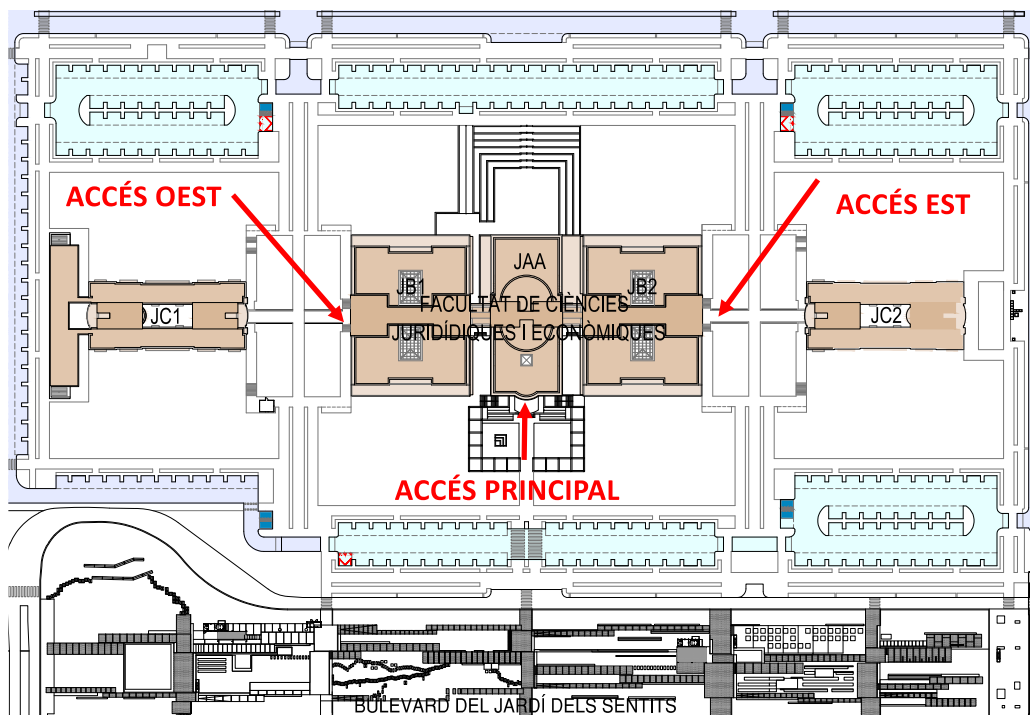 ACCÉS OEST
ACCÉS EST
JAA
JB1
JB2
FACULTAT DE CIÈNCIES
JURIDÍDIQUES I ECONÒMIQUES
JC1
JC2
ACCÉS PRINCIPAL
BULEVARD DEL JARDÍ DELS SENTITS